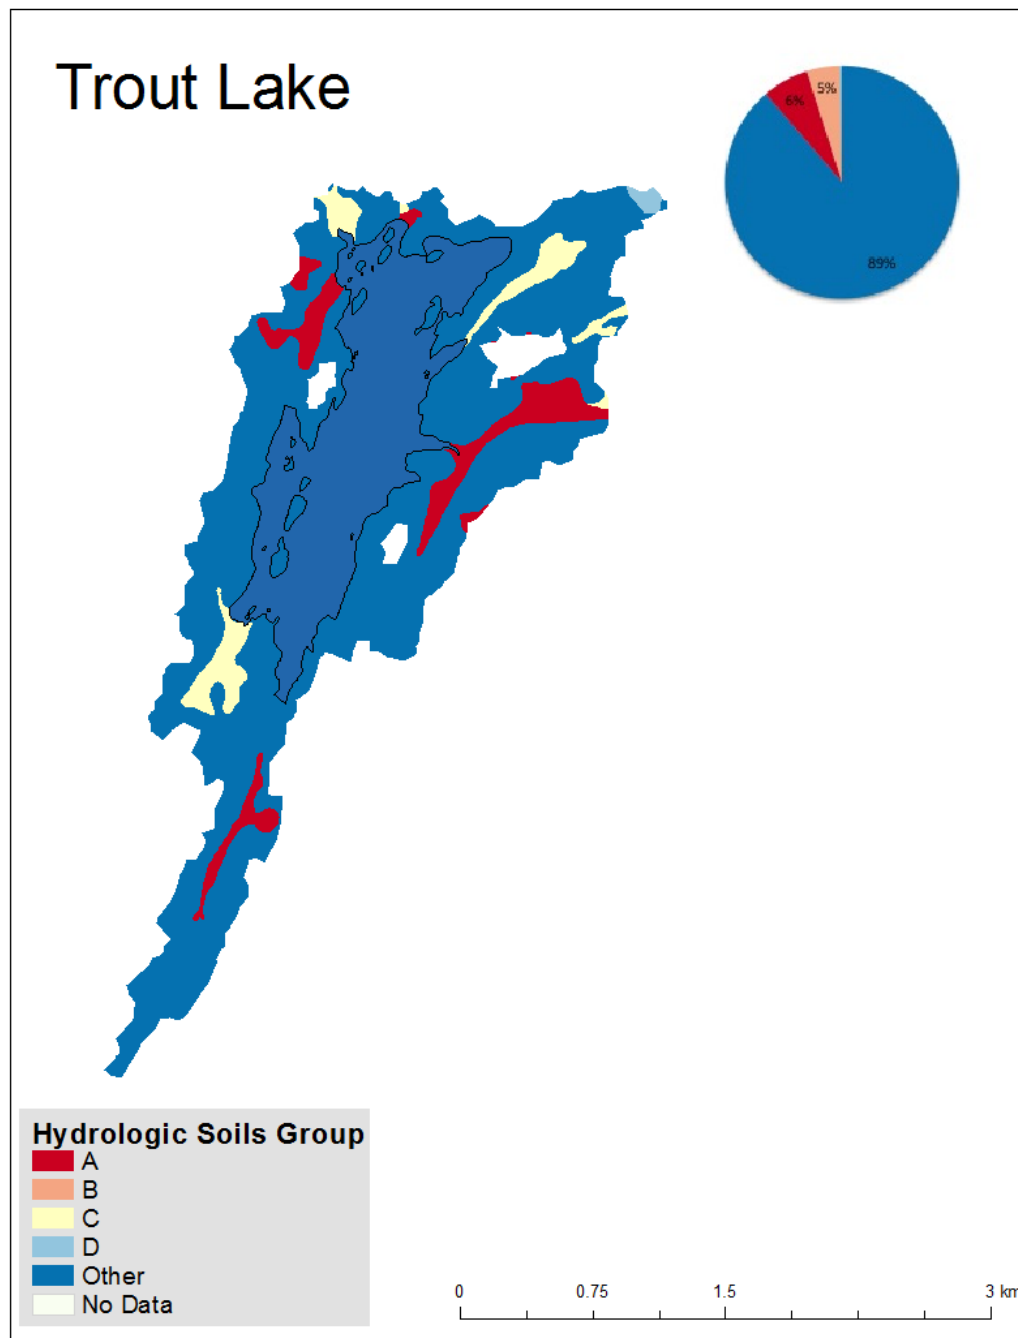 Trout Lake
5%
6%
89%
Hydrologic Soils Group
A
B
C
D
Other
No Data
0 0.75 1.5 3 km